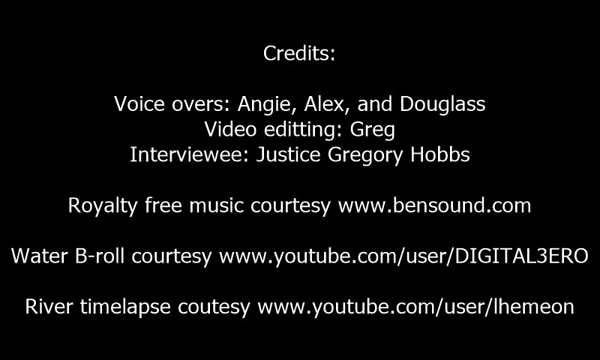 Credits:
Voice overs: Angie, Alex, and Douglass
Video editting: Greg
Interviewee: Justice Gregory Hobbs
Royalty free music courtesy www.bensound.com
Water B-roll courtesy www.youtube.com/user/DIGITAL3ERO
River timelapse coutesy www.youtube.com/user/lhemeon